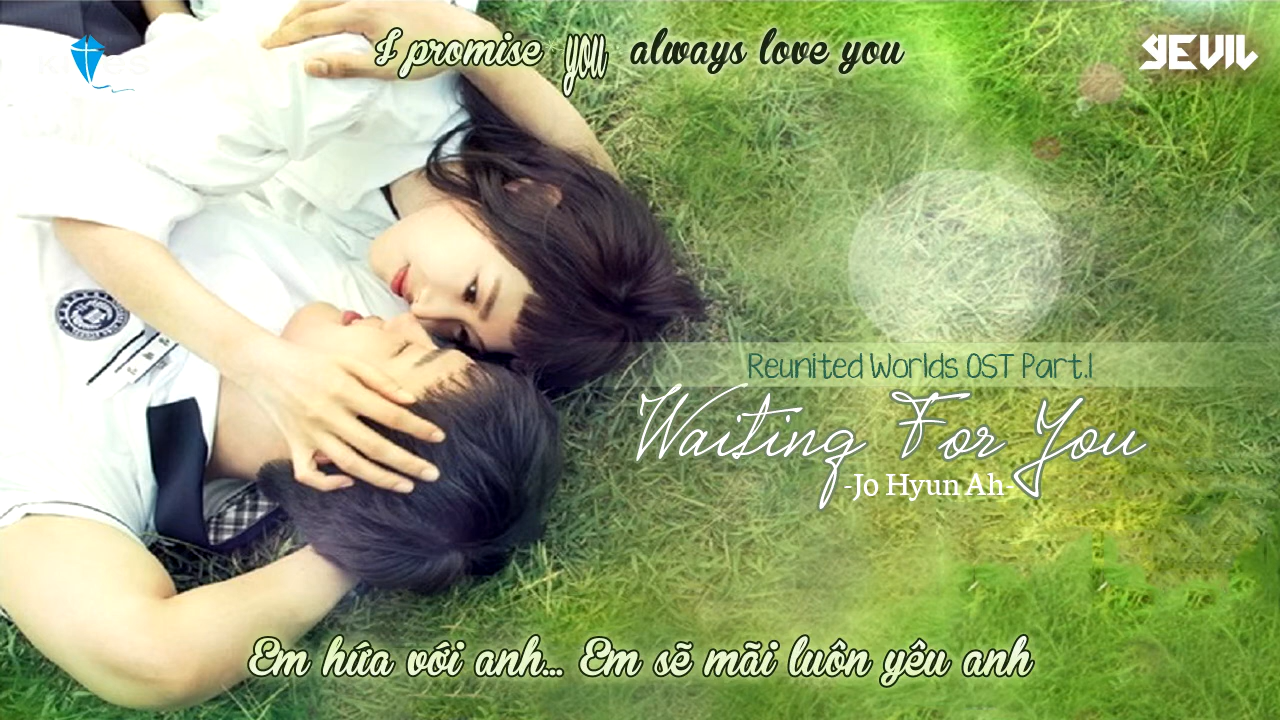 I promise you always love you
9EVIL
Reunited Worlds OST Part.1
Waiting For You
-Jo Hyun Ah-
Em hứa với anh... Em sẽ mãi luôn yêu anh